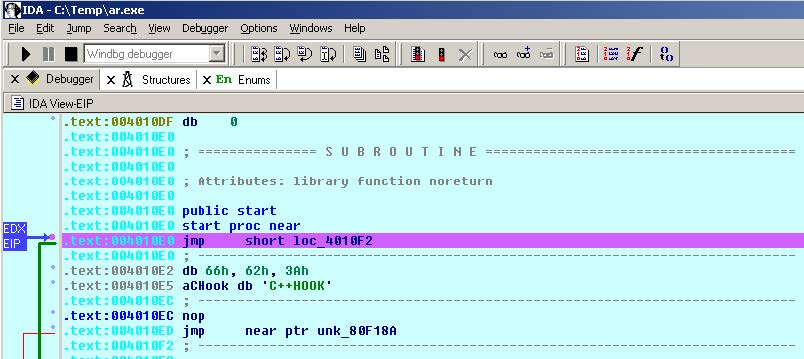 IDA - C:\Temp\ar.exe
File Edit Jump Search View Debugger Options Windows Help
Windbg debugger
Debugger Structures En Enums
IDA View-EIP
.text:004010DF db 0
.text:004010E0
.text:004010E0 ; =============== S U B R O U T I N E =======================================
.text:004010E0
.text:004010E0 ; Attributes: library function noreturn
.text:004010E0
.text:004010E0 public start
.text:004010E0 start proc near
EDX
EIP .text:004010E0 jmp short loc_4010F2
.text:004010E0 ; ---------------------------------------------------------------------------
.text:004010E2 db 66h, 62h, 3Ah
.text:004010E5 aCHook db 'C++HOOK'
.text:004010EC ; ---------------------------------------------------------------------------
.text:004010EC nop
.text:004010ED jmp near ptr unk_80F18A
.text:004010F2 ; ---------------------------------------------------------------------------